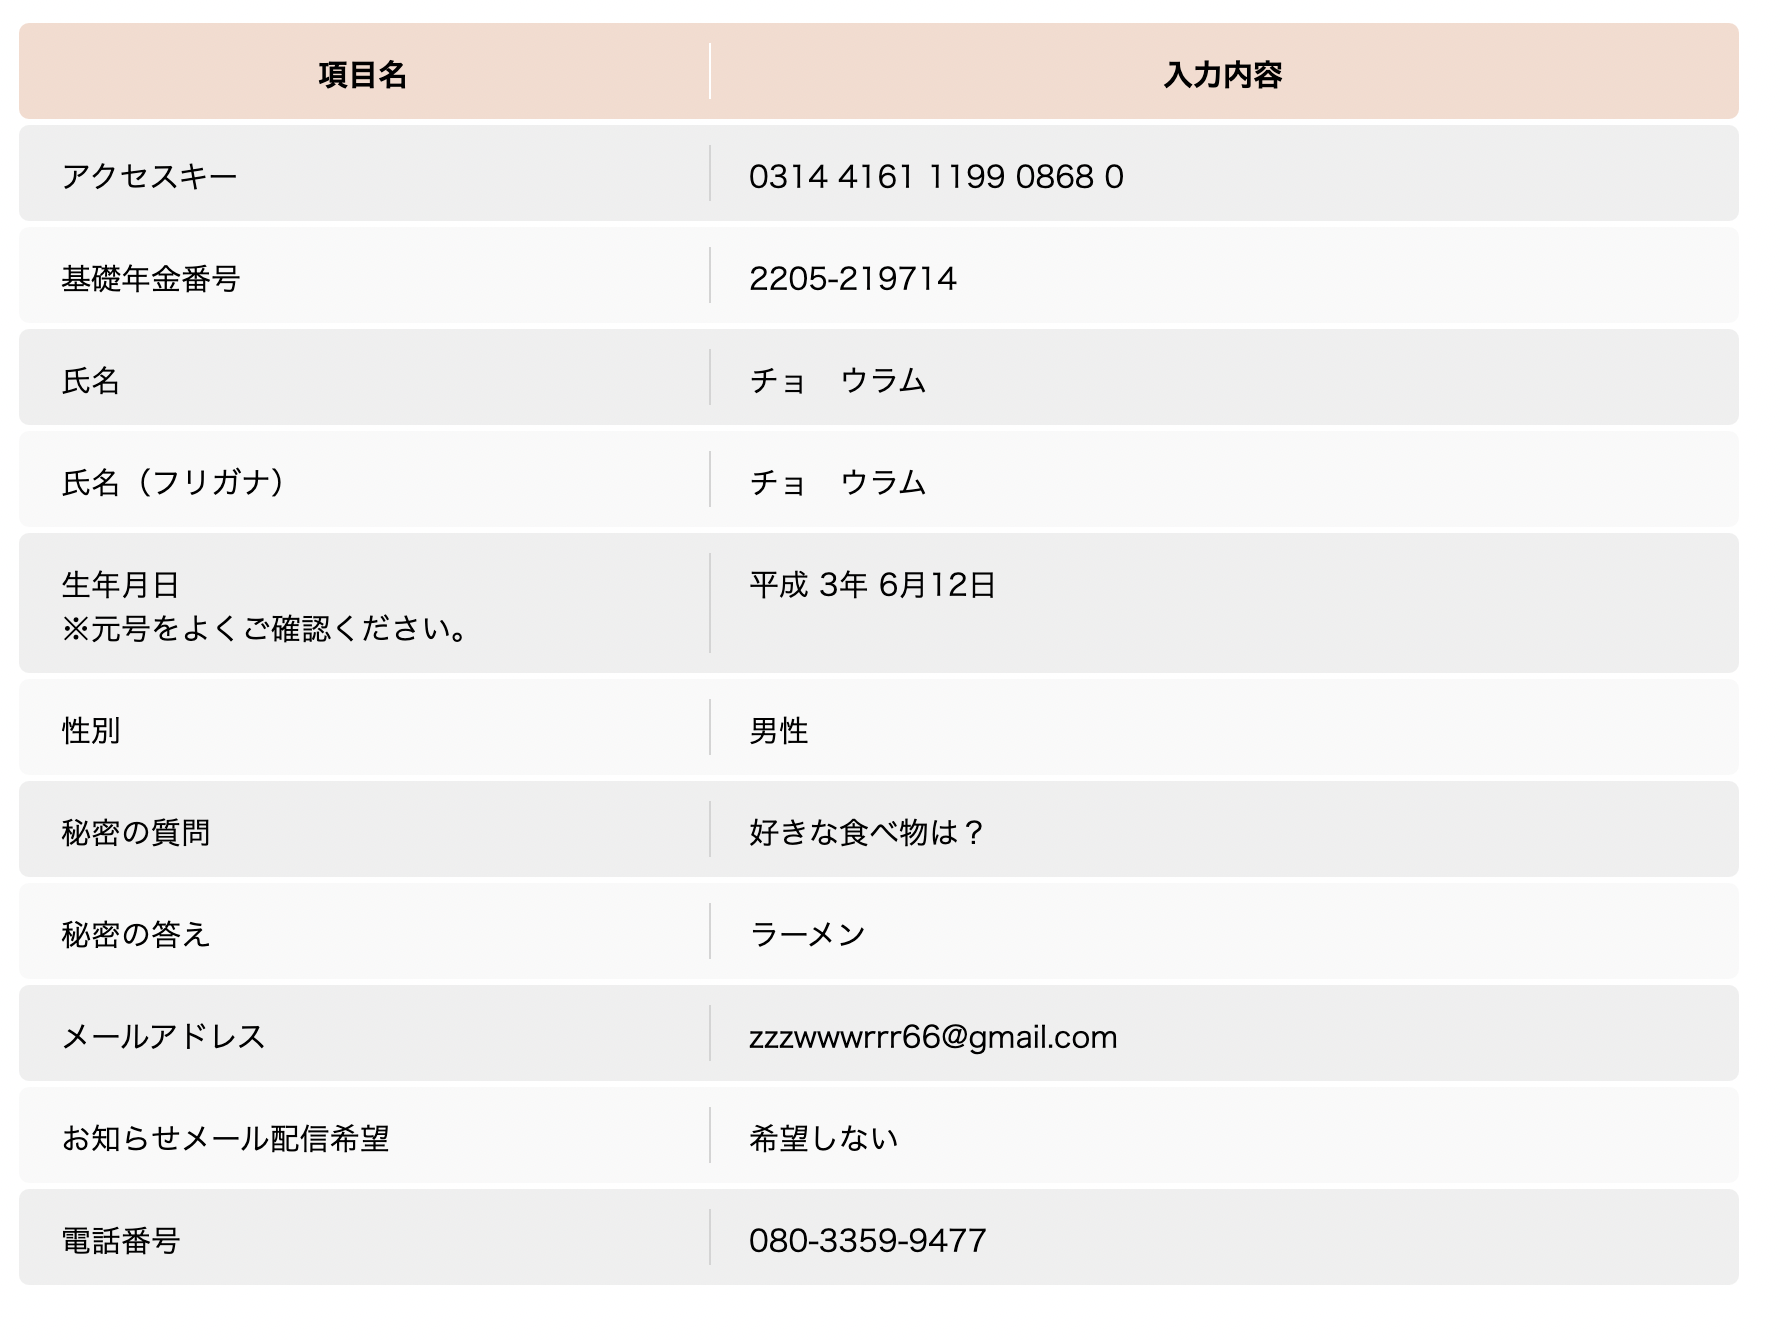 項目名 入力内容
アクセスキー 0314 4161 1199 0868 0
基礎年金番号 2205-219714
氏名 チョ　ウラム
氏名（フリガナ） チョ　ウラム
生年月日 平成 3年 6月12日
※元号をよくご確認ください。
性別 男性
秘密の質問 好きな食べ物は？
秘密の答え ラーメン
メールアドレス zzzwwwrrr66@gmail.com
お知らせメール配信希望 希望しない
電話番号 080-3359-9477